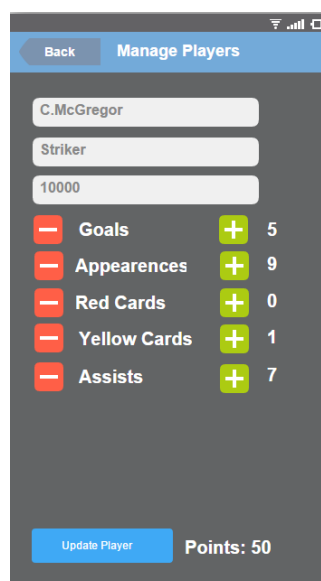 Back Manage Players
C.McGregor
Striker
10000
Goals 5
Appearences 9
Red Cards 0
Yellow Cards 1
Assists 7
Update Player Points: 50